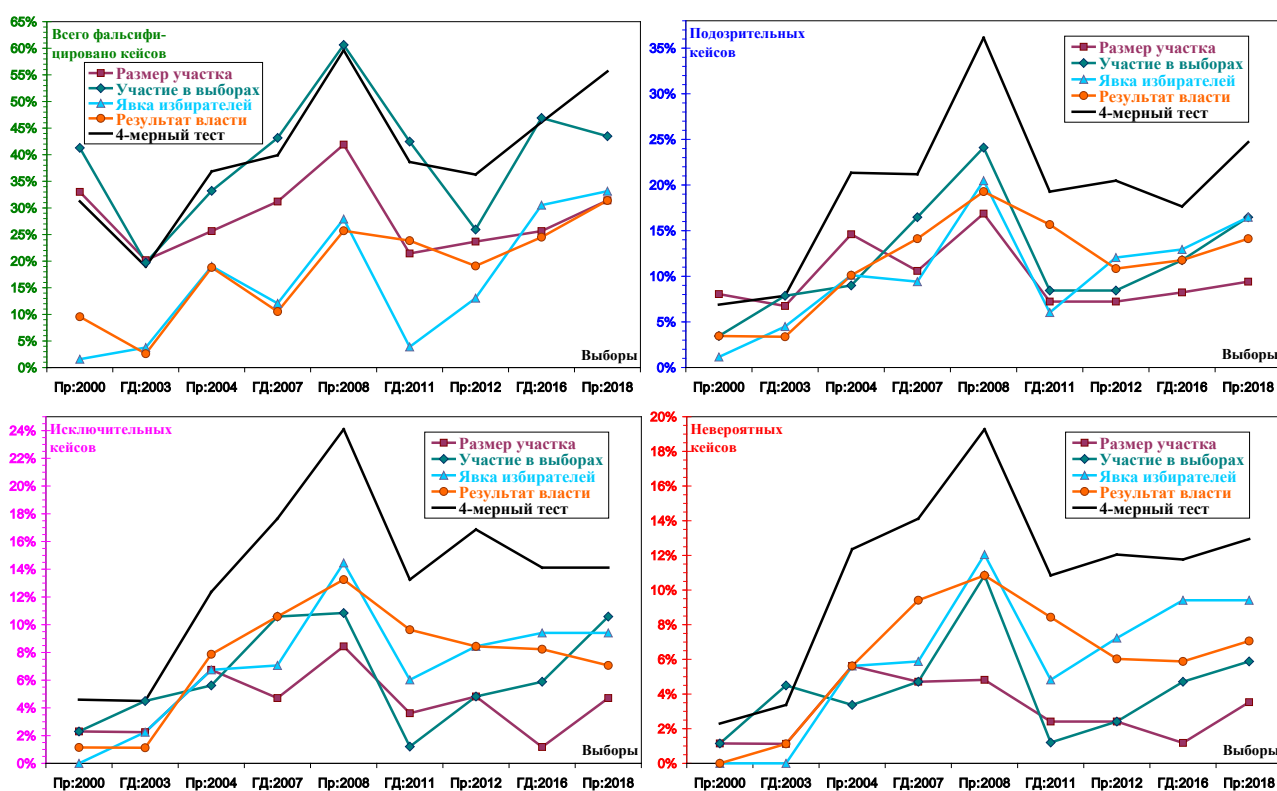 Всего фальсифи-
цировано кейсов
65%
60%
55%
50%
45%
40%
35%
30%
25%
20%
15%
10%
5%
0%
Размер участка
Участие в выборах
Явка избирателей
Результат власти
4-мерный тест
Выборы
Пр:2000 ГД:2003 Пр:2004 ГД:2007 Пр:2008 ГД:2011 Пр:2012 ГД:2016 Пр:2018
Подозрительных
кейсов
35%
30%
25%
20%
15%
10%
5%
0%
Размер участка
Участие в выборах
Явка избирателей
Результат власти
4-мерный тест
Выборы
Пр:2000 ГД:2003 Пр:2004 ГД:2007 Пр:2008 ГД:2011 Пр:2012 ГД:2016 Пр:2018
Исключительных
кейсов
24%
22%
20%
18%
16%
14%
12%
10%
8%
6%
4%
2%
0%
Размер участка
Участие в выборах
Явка избирателей
Результат власти
4-мерный тест
Выборы
Пр:2000 ГД:2003 Пр:2004 ГД:2007 Пр:2008 ГД:2011 Пр:2012 ГД:2016 Пр:2018
Невероятных
кейсов
20%
18%
16%
14%
12%
10%
8%
6%
4%
2%
0%
Размер участка
Участие в выборах
Явка избирателей
Результат власти
4-мерный тест
Выборы
Пр:2000 ГД:2003 Пр:2004 ГД:2007 Пр:2008 ГД:2011 Пр:2012 ГД:2016 Пр:2018